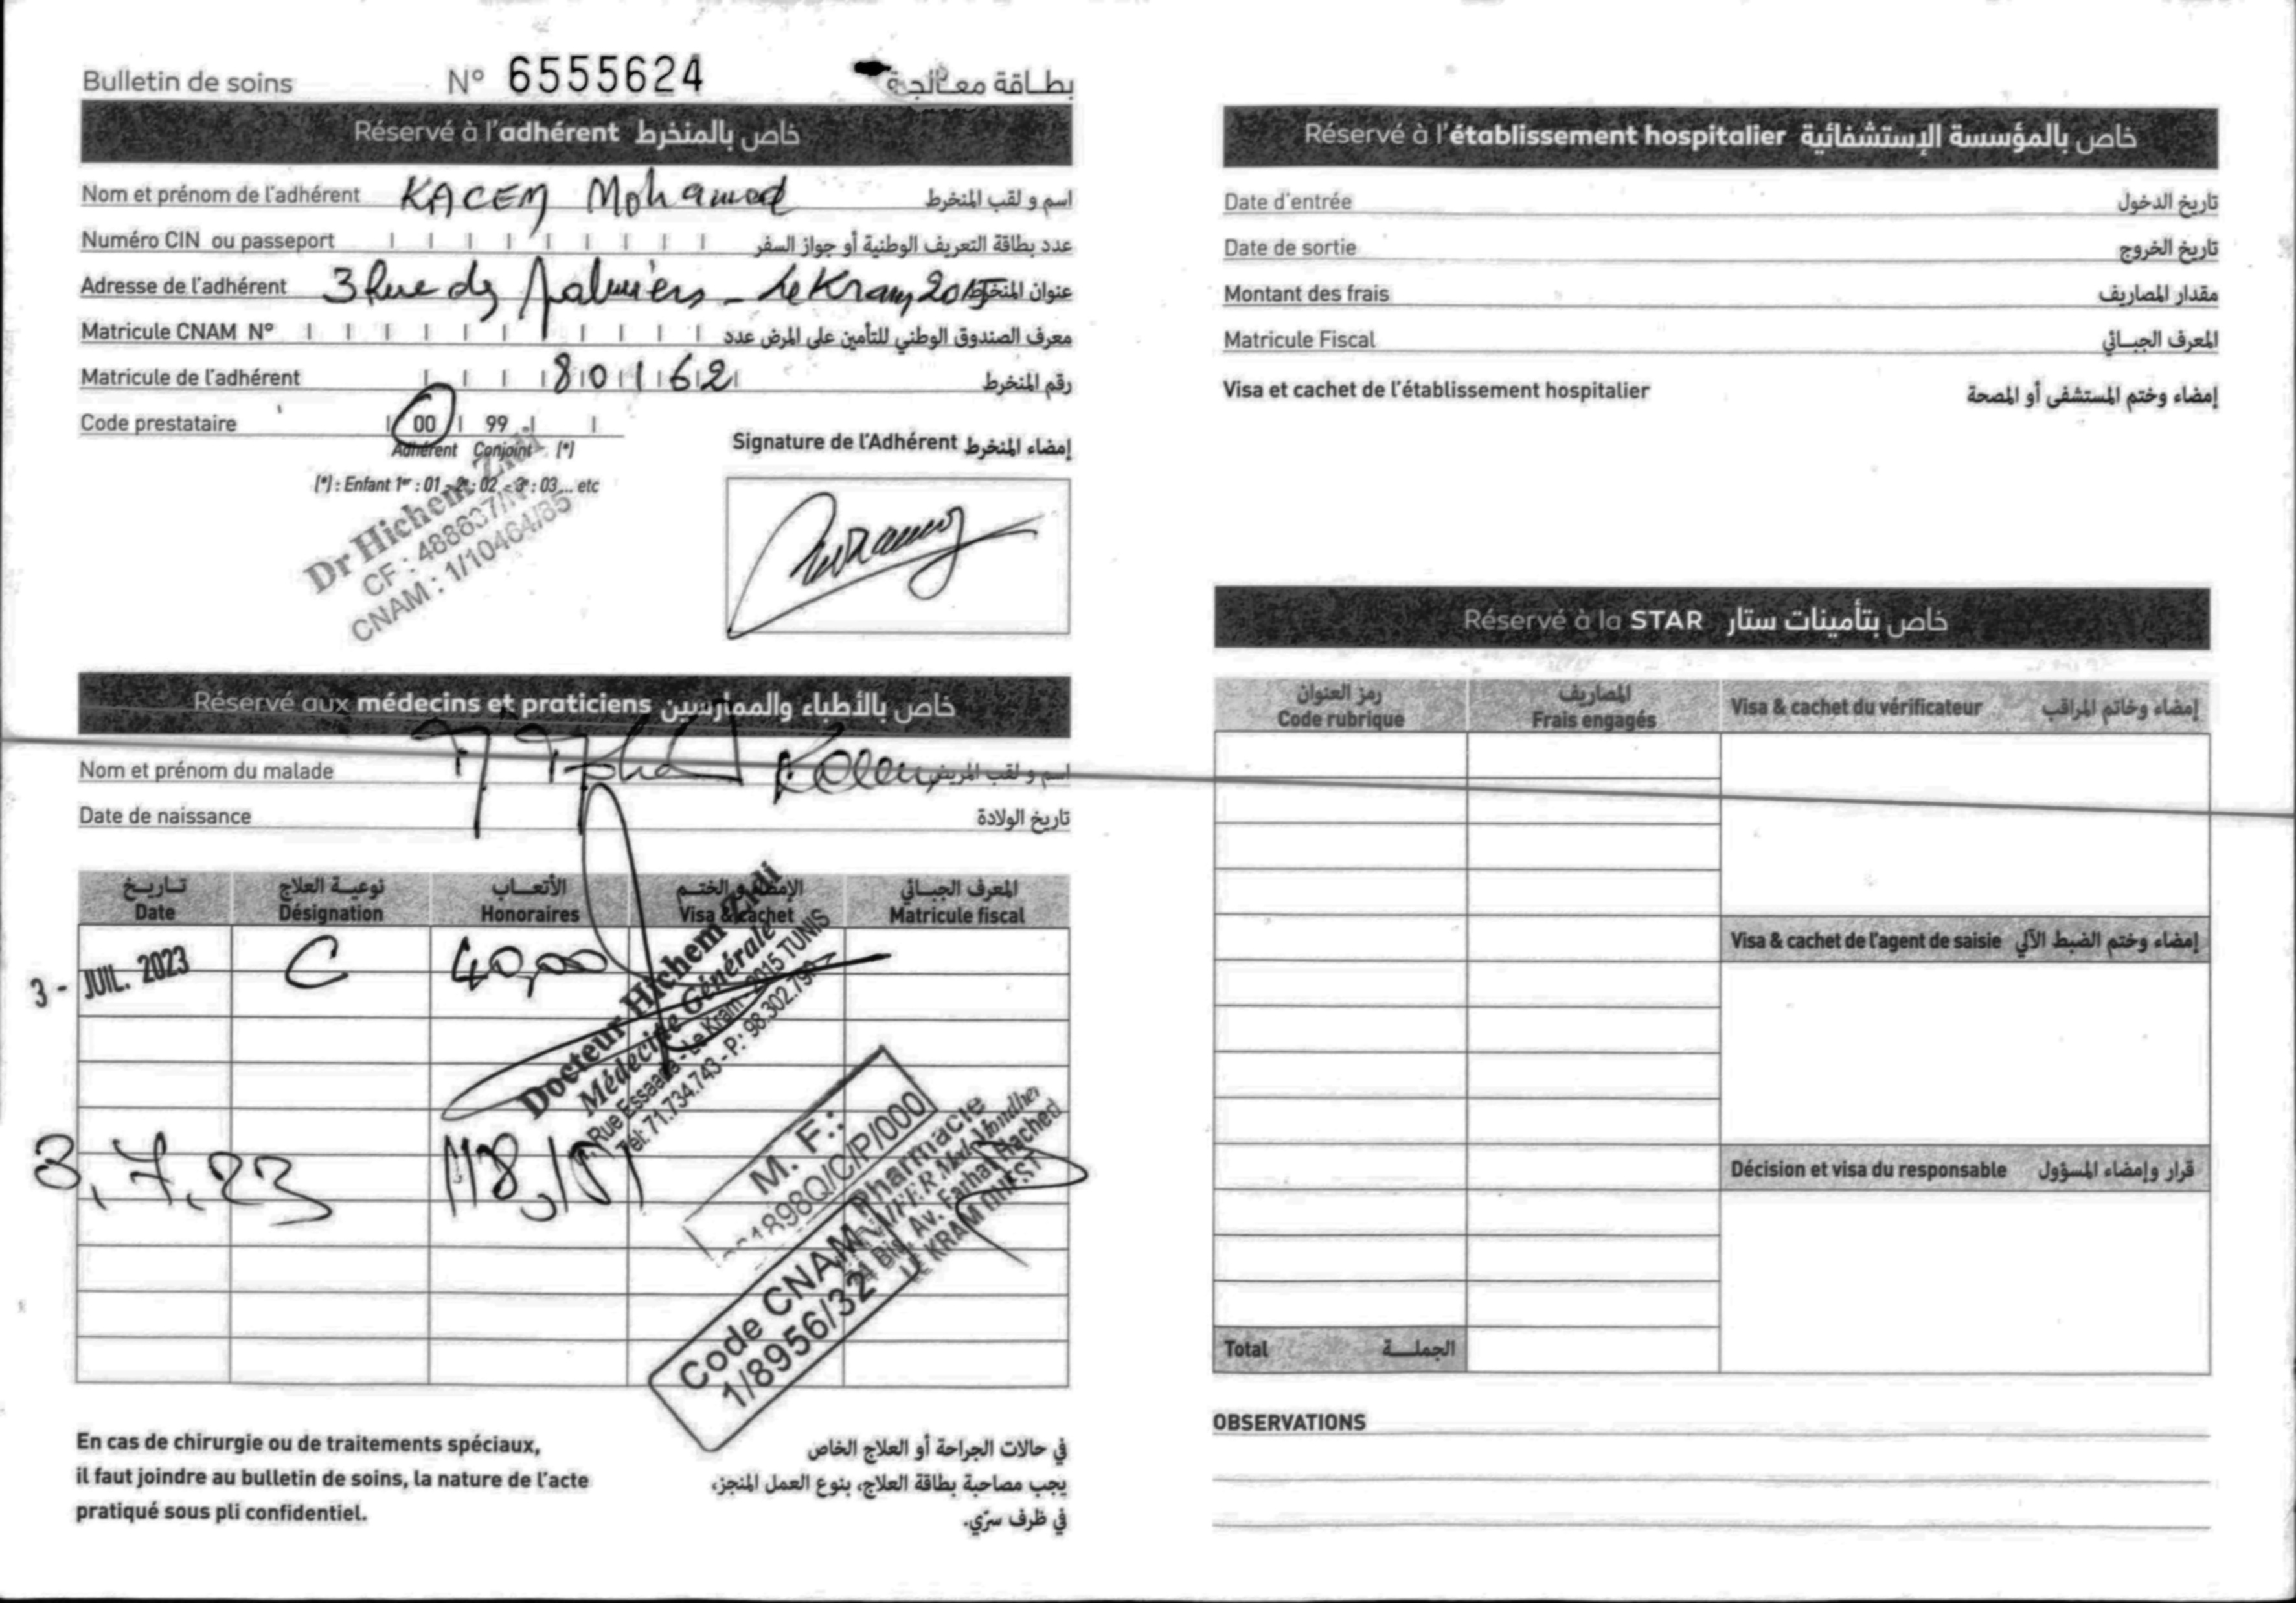 Bulletin de soins N° 6555624 بطاقة معالجة
Réservé à l'adhérent خاص بالمنخرط
Nom et prénom de l'adhérent KACEM Mohamed اسم و لقب المنخرط
Numéro CIN ou passeport عدد بطاقة التعريف الوطنية أو جواز السفر
Adresse de l'adhérent 3 Rue des Palmiers - Le Kram 2015 عنوان المنخرط
Matricule CNAM N° معرف الصندوق الوطني للتأمين على المرض عدد
Matricule de l'adhérent 801162 رقم المنخرط
Code prestataire 00 99
Adhérent Conjoint (*)
(*) : Enfant 1er : 01 - 2e : 02 - 3e : 03... etc
Signature de l'Adhérent إمضاء المنخرط
Dr Hichem Zidi
CF : 488637/
CNAM : 1/10464/85
Réservé aux médecins et praticiens خاص بالأطباء والممارسين
Nom et prénom du malade اسم و لقب المريض
Date de naissance تاريخ الولادة
تاريخ نوعية العلاج الأتعاب الإمضاء و الختم المعرف الجبائي
Date Désignation Honoraires Visa & cachet Matricule fiscal
3 - JUIL. 2023 C 40,00
Docteur Hichem Zidi
Médecine Générale
Rue Essaada - Le Kram - 2015 TUNIS
Tél: 71.734.743 - P: 98.302.79
3,7,23 118,101
M. F.:
1898Q/C/P/000
Pharmacie
Med Mondher
Bis, Av. Farhat Hached
LE KRAM OUEST
Code CNAM
1/8956/32
En cas de chirurgie ou de traitements spéciaux,
il faut joindre au bulletin de soins, la nature de l'acte
pratiqué sous pli confidentiel.
في حالات الجراحة أو العلاج الخاص
يجب مصاحبة بطاقة العلاج، بنوع العمل المنجز،
في ظرف سرّي.
Réservé à l'établissement hospitalier خاص بالمؤسسة الإستشفائية
Date d'entrée تاريخ الدخول
Date de sortie تاريخ الخروج
Montant des frais مقدار المصاريف
Matricule Fiscal المعرف الجبائي
Visa et cachet de l'établissement hospitalier إمضاء وختم المستشفى أو المصحة
Réservé à la STAR خاص بتأمينات ستار
رمز العنوان المصاريف
Code rubrique Frais engagés Visa & cachet du vérificateur إمضاء وخاتم المراقب
Visa & cachet de l'agent de saisie إمضاء وختم الضبط الآلي
Décision et visa du responsable قرار وإمضاء المسؤول
Total الجملة
OBSERVATIONS